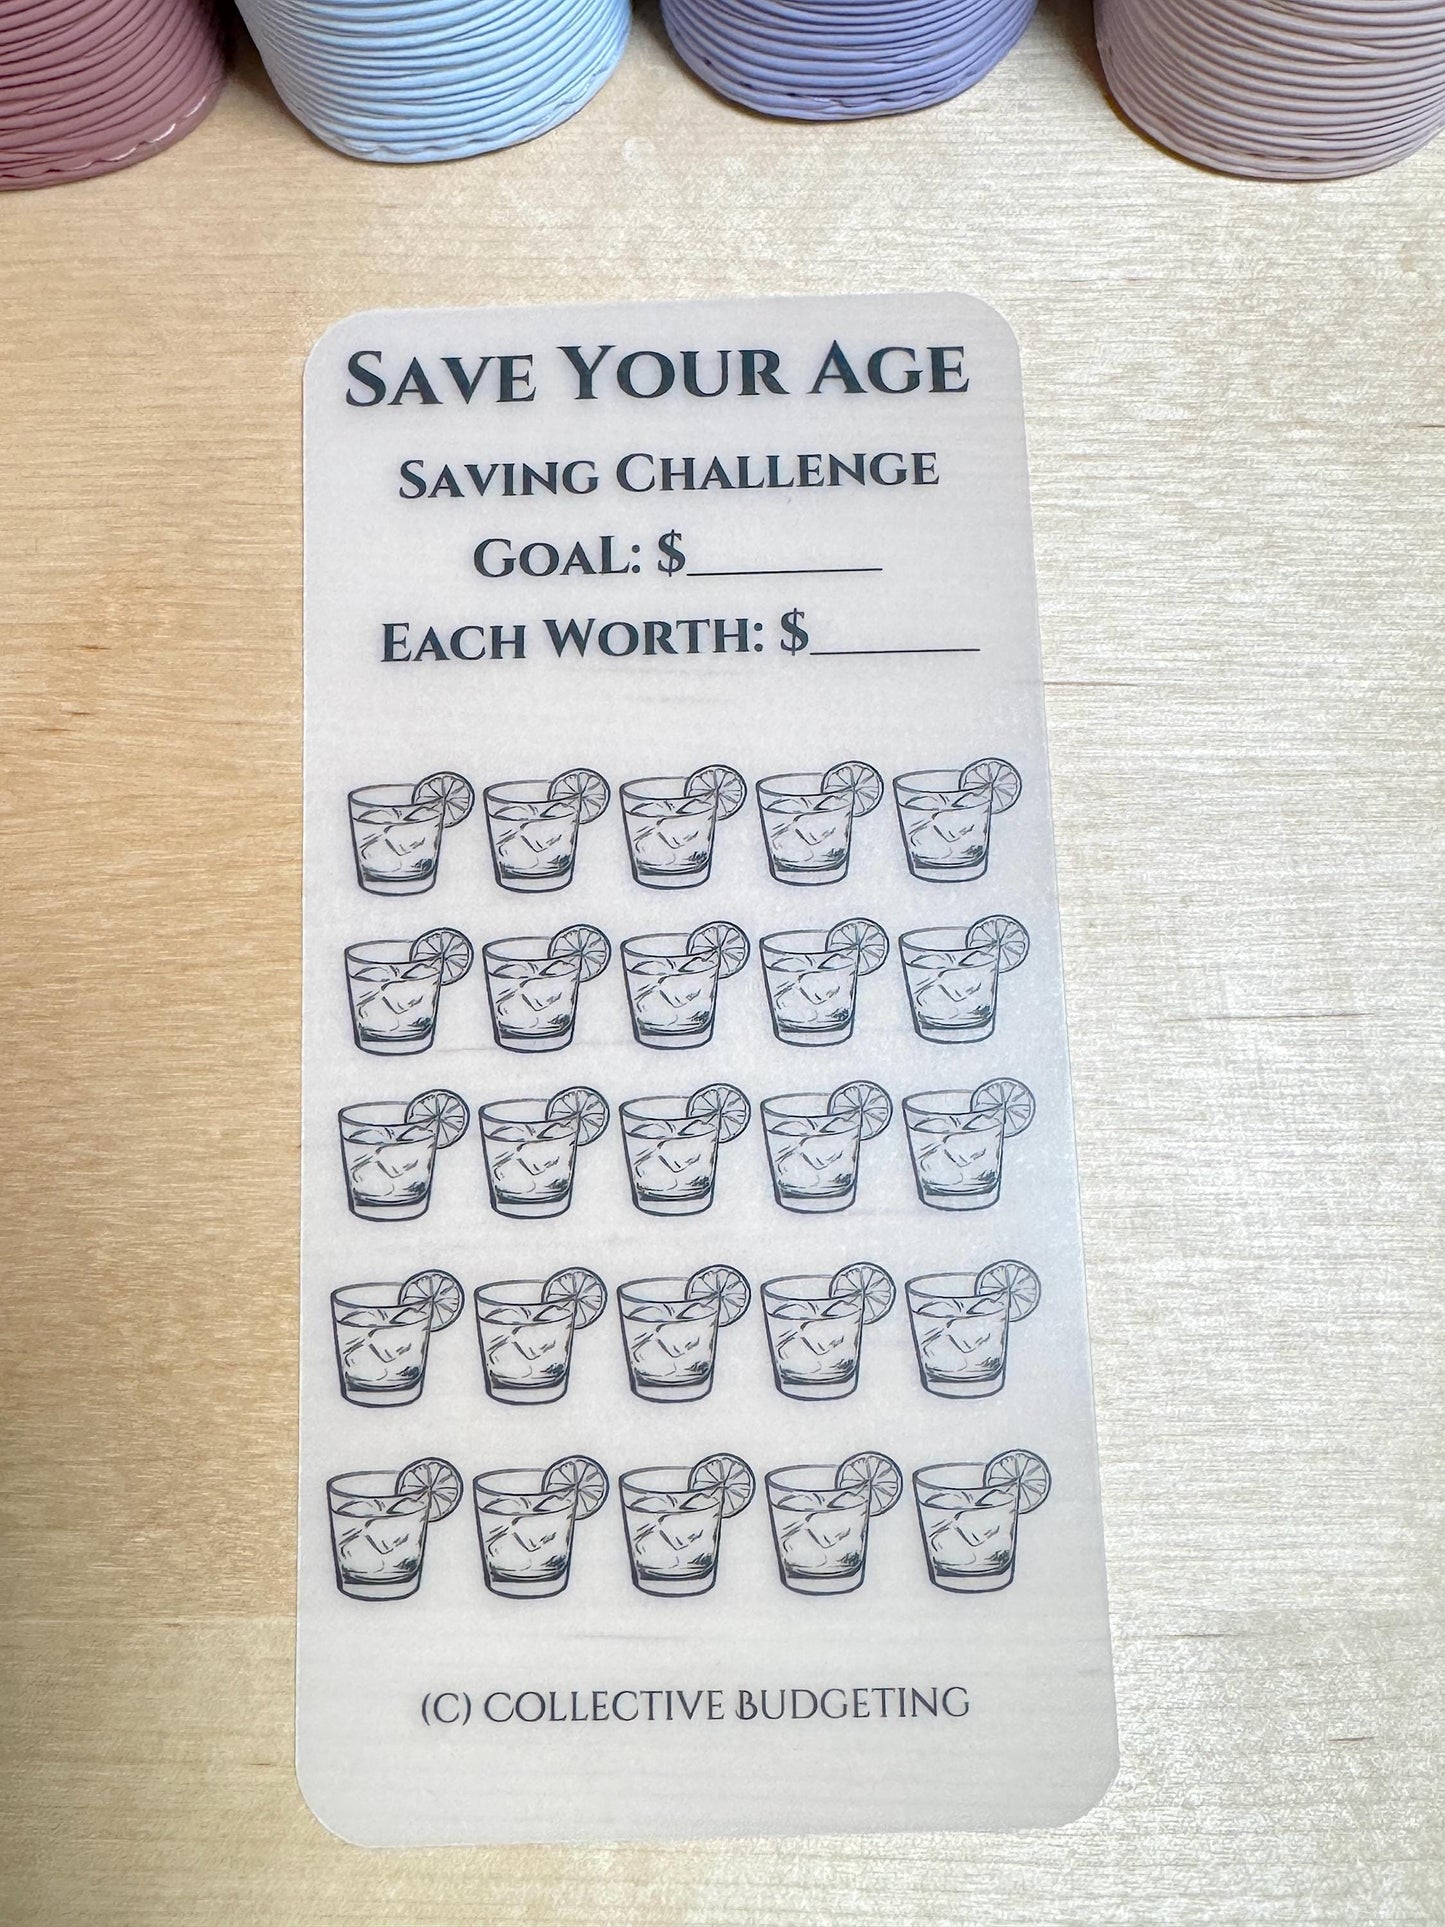 Save Your Age
Saving Challenge
Goal: $_______
Each Worth: $______
(C) Collective Budgeting